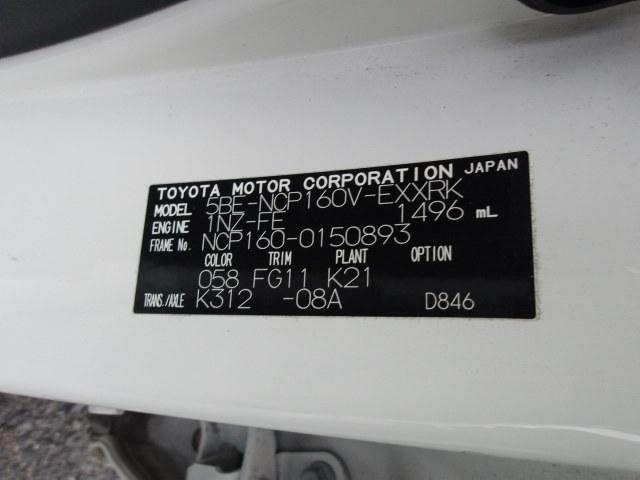 TOYOTA MOTOR CORPORATION JAPAN
MODEL 5BE-NCP160V-EXXRK
ENGINE 1NZ-FE 1496 mL
FRAME No. NCP160-0150893
COLOR TRIM PLANT OPTION
058 FG11 K21
TRANS./AXLE K312 -08A D846